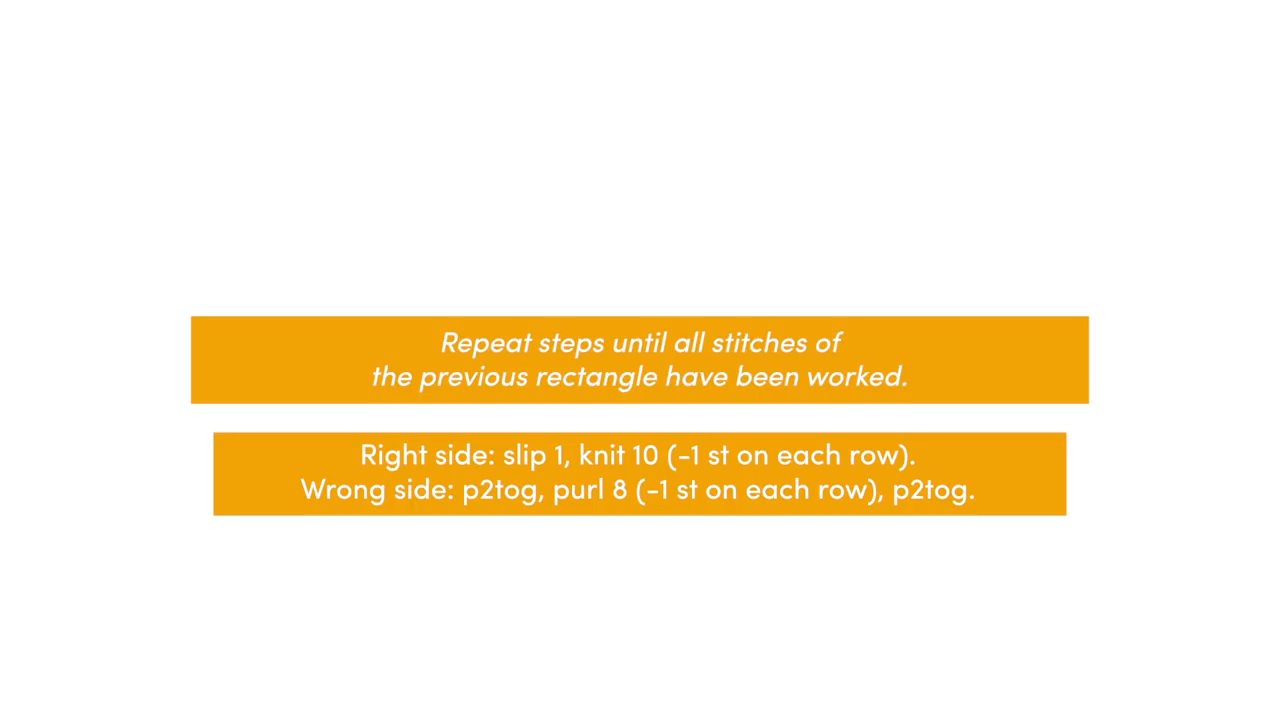 Repeat steps until all stitches of
the previous rectangle have been worked.
Right side: slip 1, knit 10 (-1 st on each row).
Wrong side: p2tog, purl 8 (-1 st on each row), p2tog.